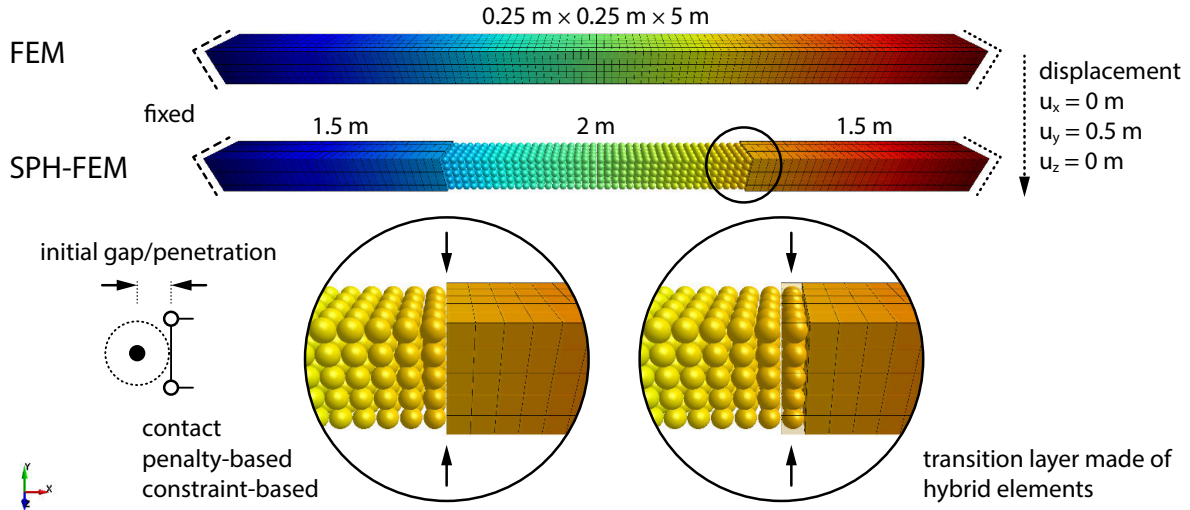 0.25 m × 0.25 m × 5 m
FEM
displacement
uₓ = 0 m
fixed
1.5 m
2 m
1.5 m
u_y = 0.5 m
u_z = 0 m
SPH-FEM
initial gap/penetration
contact
penalty-based
constraint-based
transition layer made of
hybrid elements
Y
X
Z